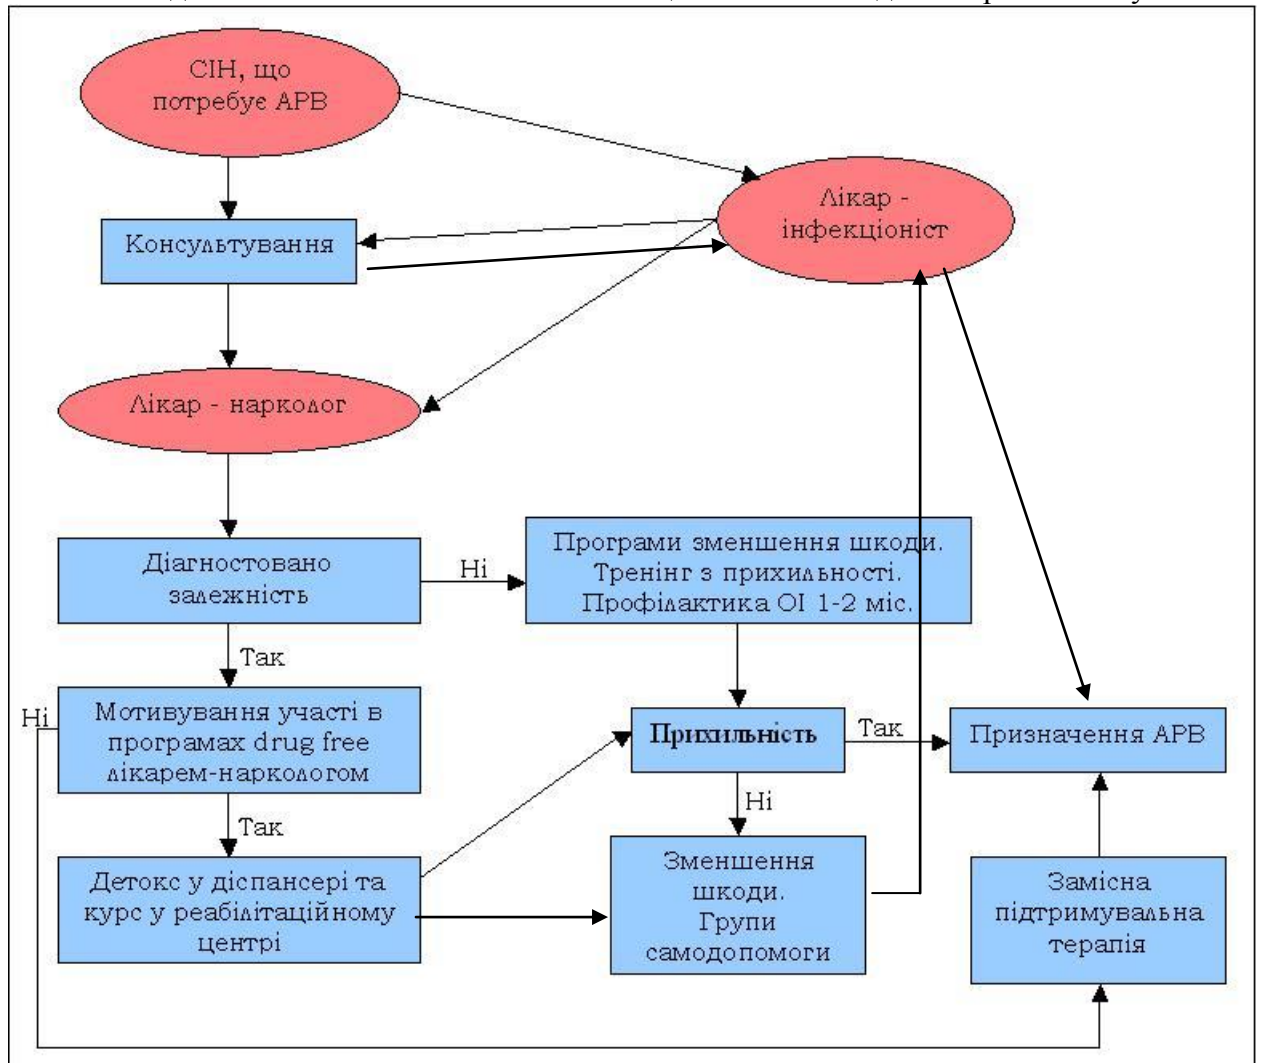 СІН, що
потребує АРВ
Лікар -
інфекціоніст
Консультування
Лікар - нарколог
Діагностовано
залежність
Ні
Програми зменшення шкоди.
Тренінг з прихильності.
Профілактика ОІ 1-2 міс.
Так
Ні
Мотивування участі в
програмах drug free
лікарем-наркологом
Прихильність
Так
Призначення АРВ
Так
Ні
Детокс у діспансері та
курс у реабілітаційному
центрі
Зменшення
шкоди.
Групи
самодопомоги
Замісна
підтримувальна
терапія